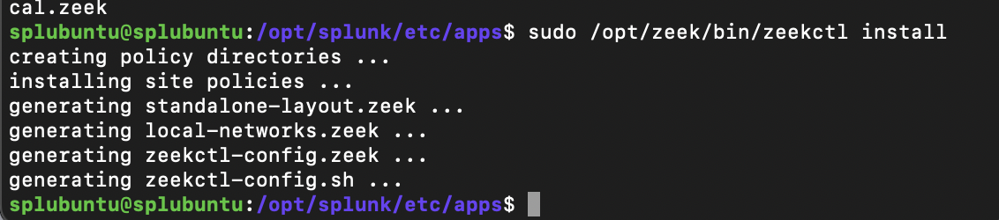 cal.zeek
splubuntu@splubuntu:/opt/splunk/etc/apps$ sudo /opt/zeek/bin/zeekctl install
creating policy directories ...
installing site policies ...
generating standalone-layout.zeek ...
generating local-networks.zeek ...
generating zeekctl-config.zeek ...
generating zeekctl-config.sh ...
splubuntu@splubuntu:/opt/splunk/etc/apps$